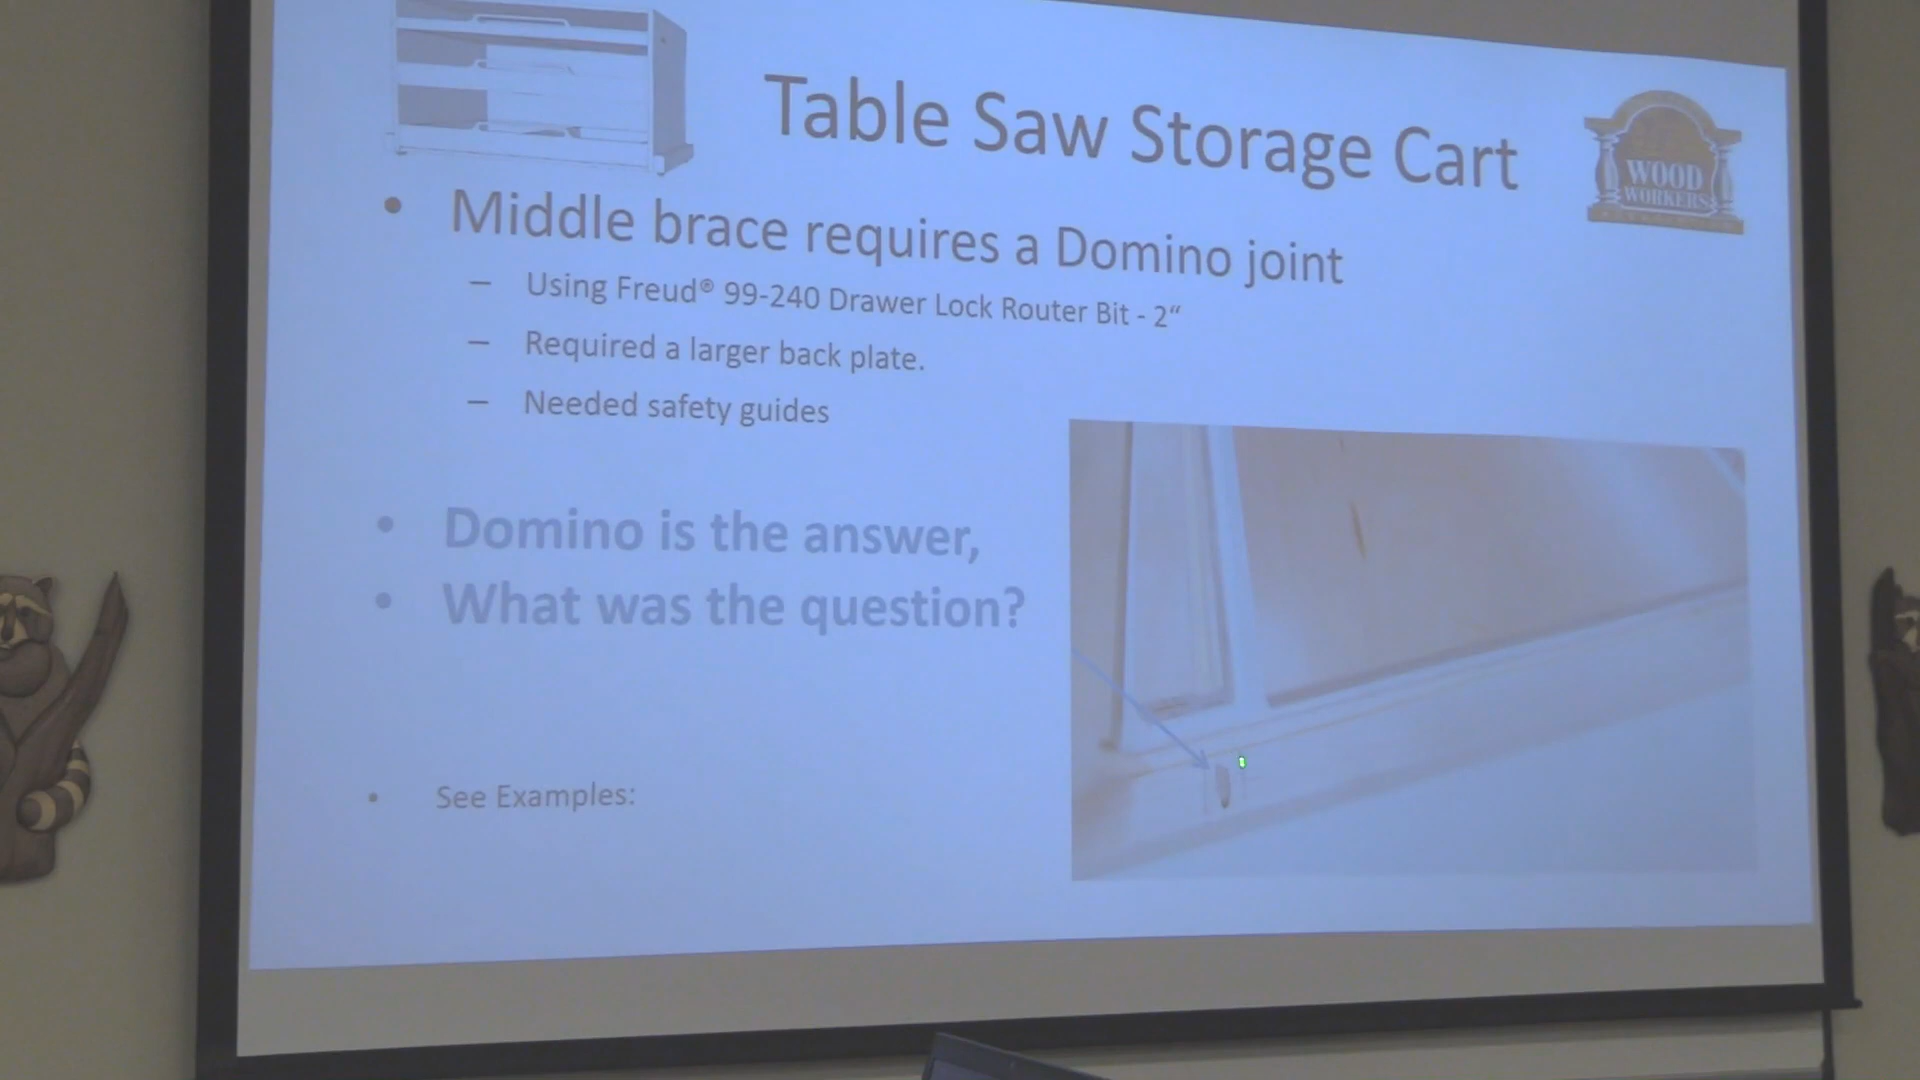 Table Saw Storage Cart
WOOD
WORKERS
• Middle brace requires a Domino joint
– Using Freud® 99-240 Drawer Lock Router Bit - 2“
– Required a larger back plate.
– Needed safety guides
• Domino is the answer,
• What was the question?
• See Examples: